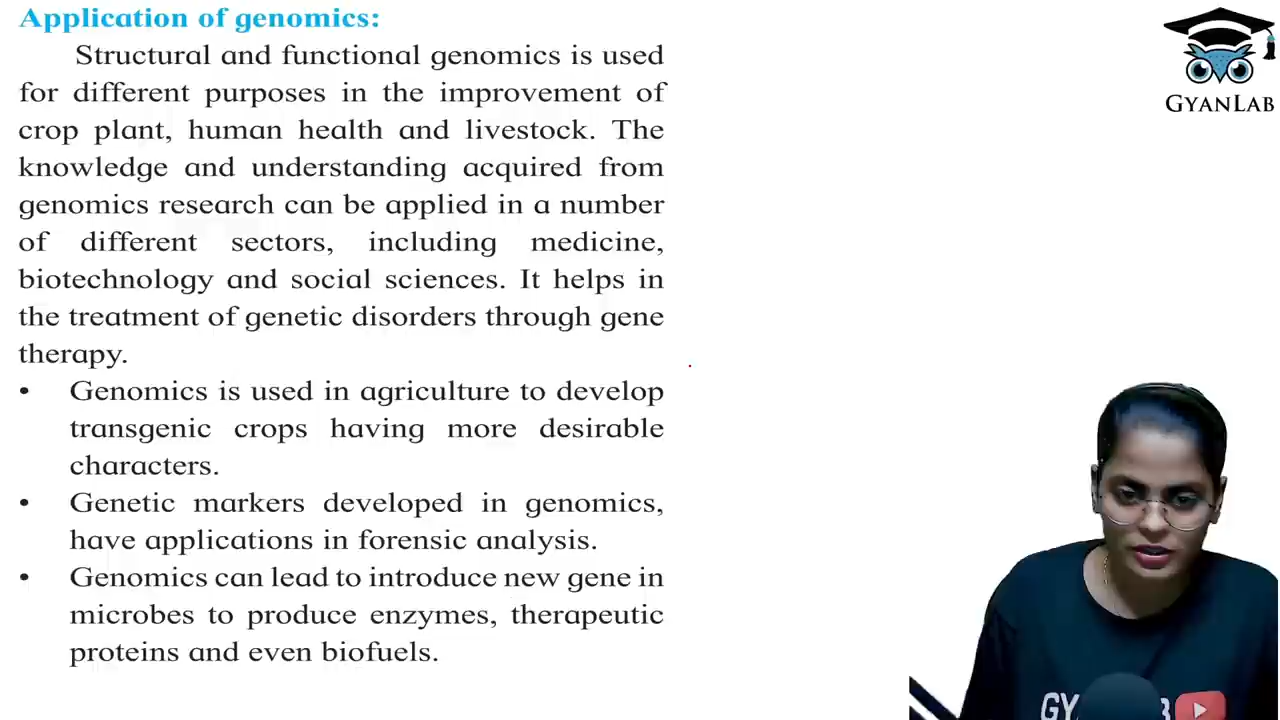 Application of genomics:
Structural and functional genomics is used
for different purposes in the improvement of
crop plant, human health and livestock. The
knowledge and understanding acquired from
genomics research can be applied in a number
of different sectors, including medicine,
biotechnology and social sciences. It helps in
the treatment of genetic disorders through gene
therapy.
• Genomics is used in agriculture to develop
transgenic crops having more desirable
characters.
• Genetic markers developed in genomics,
have applications in forensic analysis.
• Genomics can lead to introduce new gene in
microbes to produce enzymes, therapeutic
proteins and even biofuels.
GYANLAB